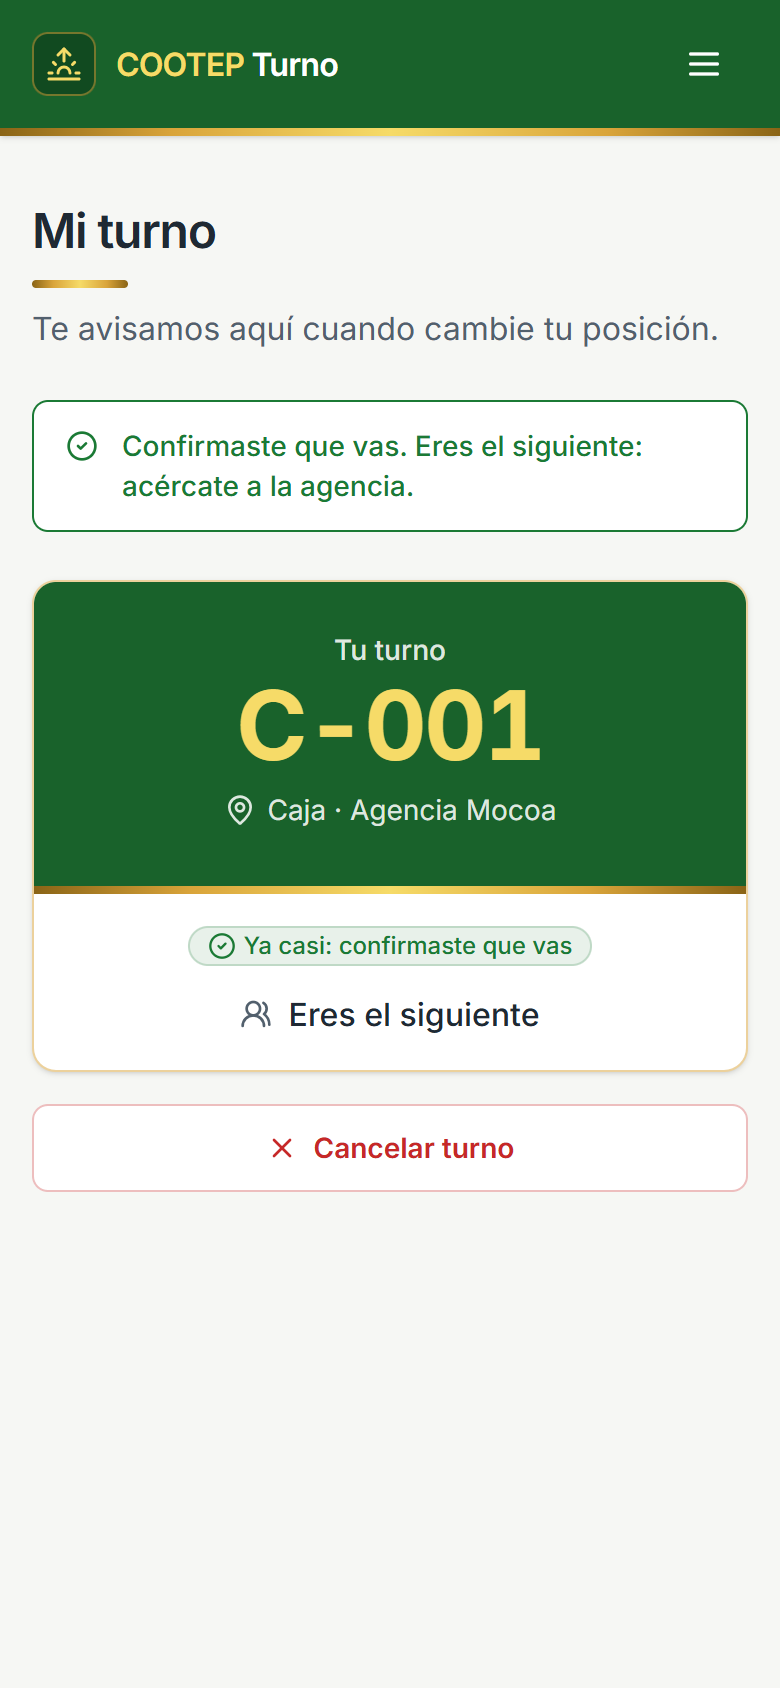 COOTEP Turno
Mi turno
Te avisamos aquí cuando cambie tu posición.
Confirmaste que vas. Eres el siguiente:
acércate a la agencia.
Tu turno
C-001
Caja · Agencia Mocoa
Ya casi: confirmaste que vas
Eres el siguiente
Cancelar turno